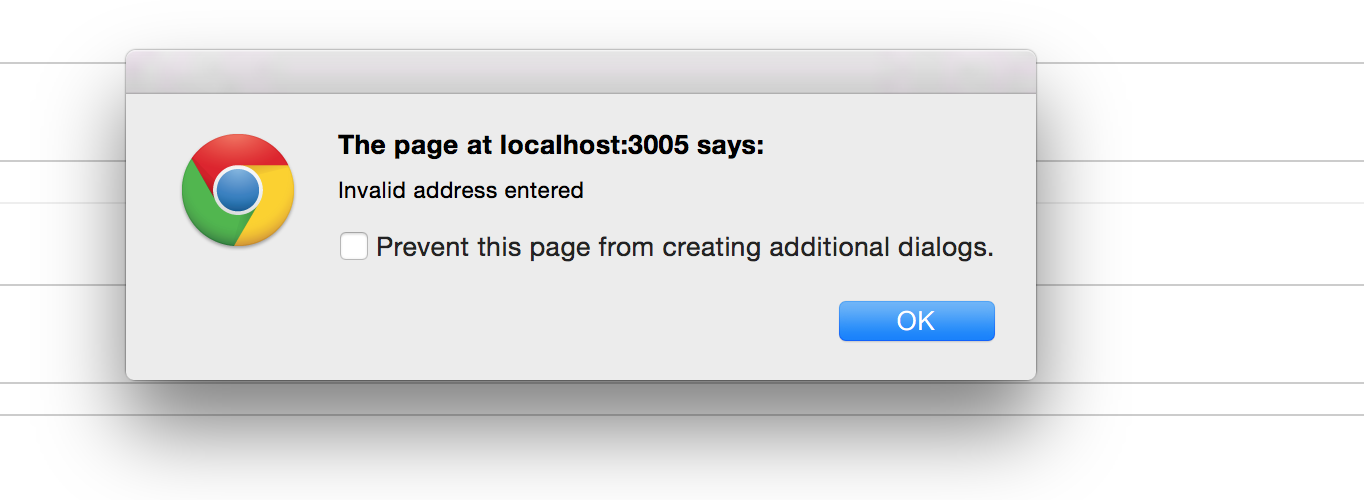 The page at localhost:3005 says:
Invalid address entered
Prevent this page from creating additional dialogs.
OK